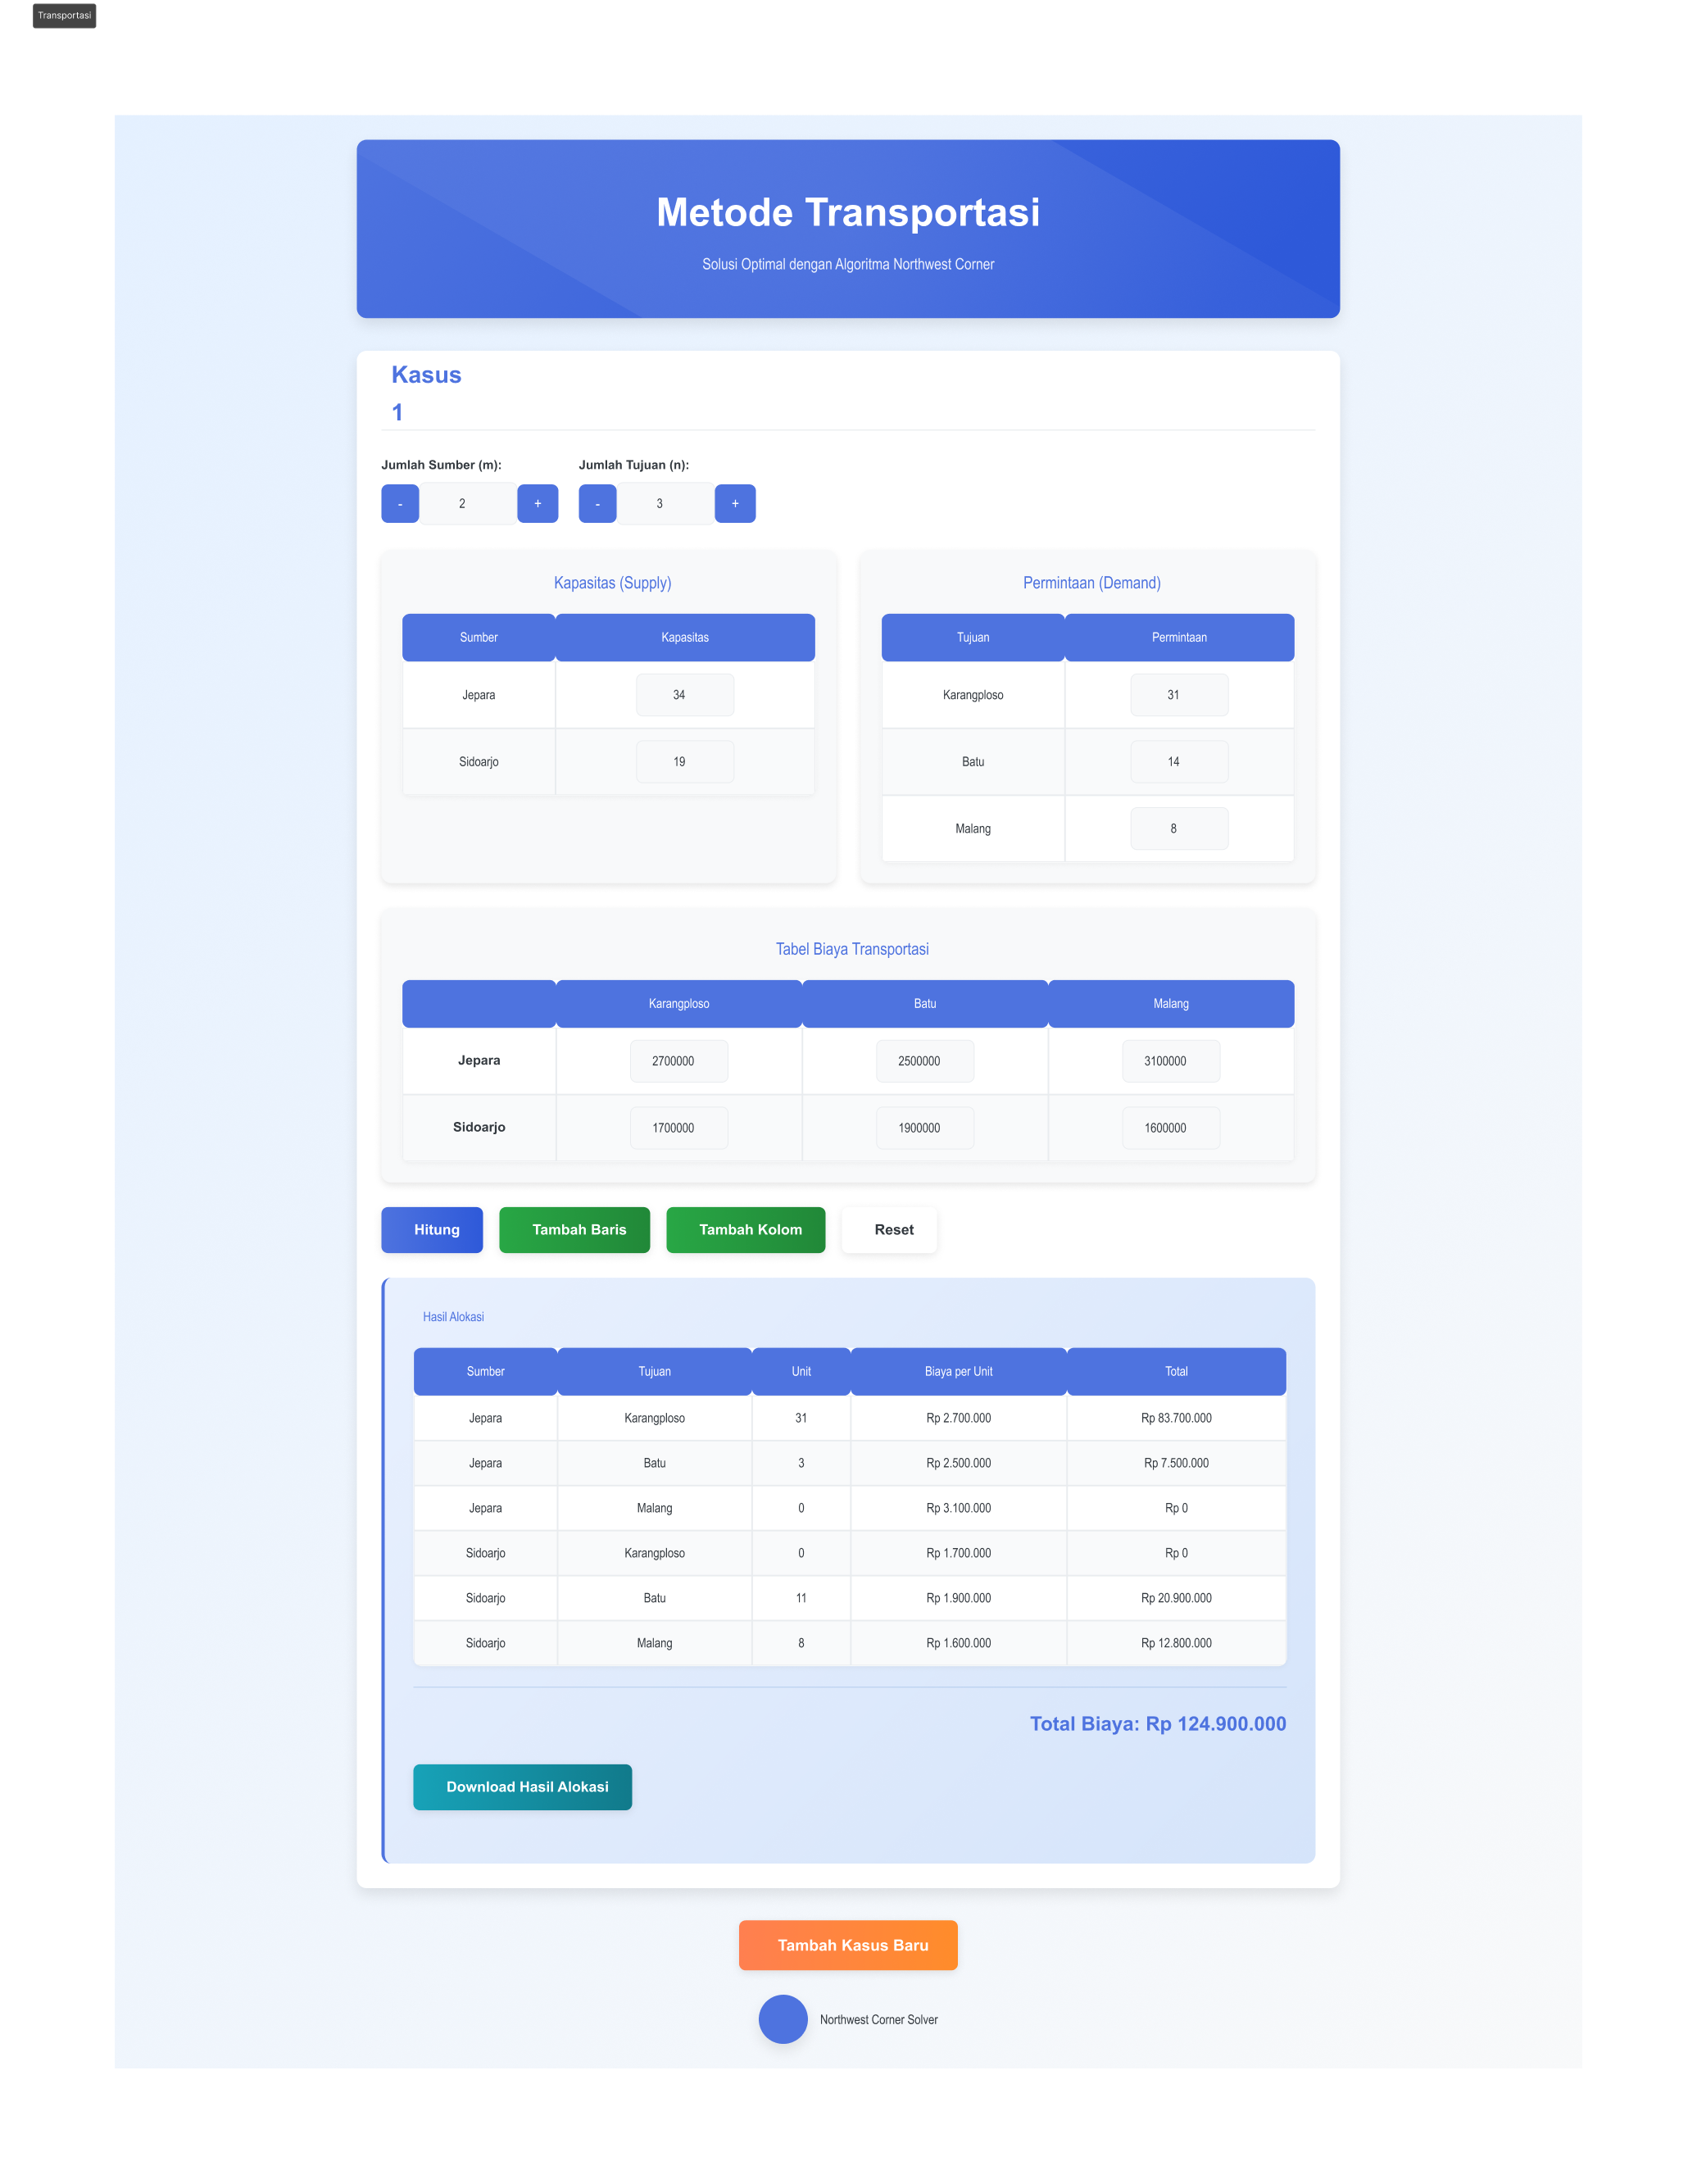 Transportasi
Metode Transportasi
Solusi Optimal dengan Algoritma Northwest Corner
Kasus
1
Jumlah Sumber (m): Jumlah Tujuan (n):
- 2 + - 3 +
Kapasitas (Supply)
Sumber Kapasitas
Jepara 34
Sidoarjo 19
Permintaan (Demand)
Tujuan Permintaan
Karangploso 31
Batu 14
Malang 8
Tabel Biaya Transportasi
Karangploso Batu Malang
Jepara 2700000 2500000 3100000
Sidoarjo 1700000 1900000 1600000
Hitung Tambah Baris Tambah Kolom Reset
Hasil Alokasi
Sumber Tujuan Unit Biaya per Unit Total
Jepara Karangploso 31 Rp 2.700.000 Rp 83.700.000
Jepara Batu 3 Rp 2.500.000 Rp 7.500.000
Jepara Malang 0 Rp 3.100.000 Rp 0
Sidoarjo Karangploso 0 Rp 1.700.000 Rp 0
Sidoarjo Batu 11 Rp 1.900.000 Rp 20.900.000
Sidoarjo Malang 8 Rp 1.600.000 Rp 12.800.000
Total Biaya: Rp 124.900.000
Download Hasil Alokasi
Tambah Kasus Baru
Northwest Corner Solver